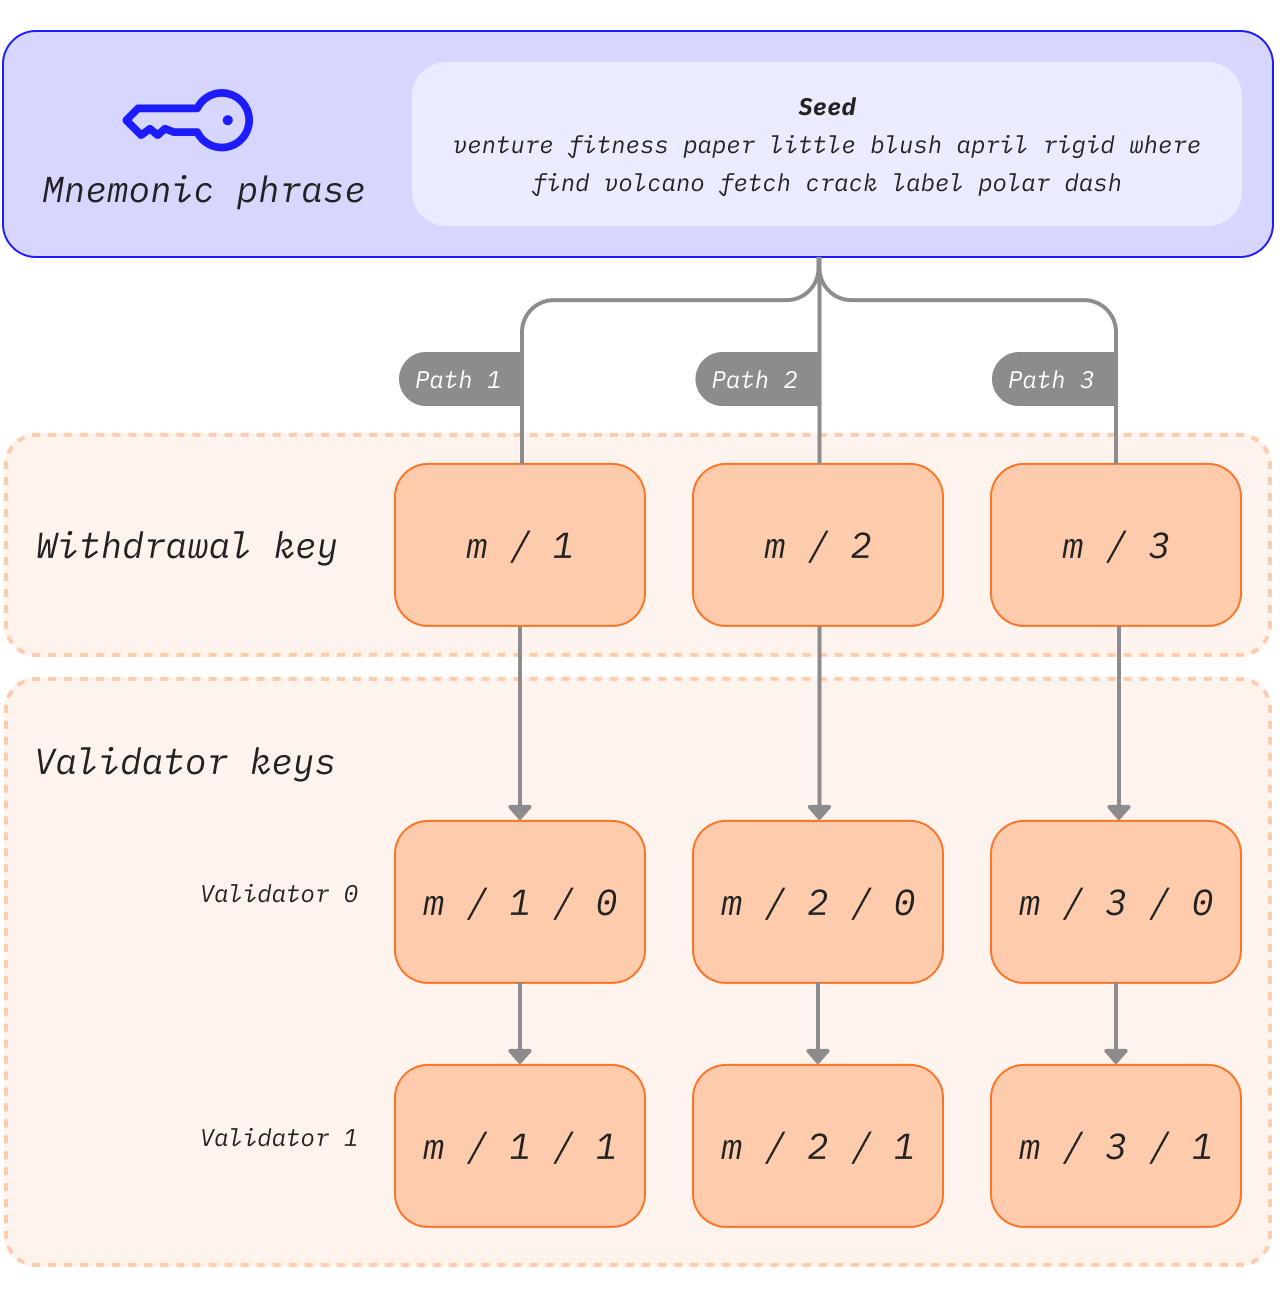 Mnemonic phrase
Seed
venture fitness paper little blush april rigid where
find volcano fetch crack label polar dash
Path 1
Path 2
Path 3
Withdrawal key
m / 1
m / 2
m / 3
Validator keys
Validator 0
m / 1 / 0
m / 2 / 0
m / 3 / 0
Validator 1
m / 1 / 1
m / 2 / 1
m / 3 / 1